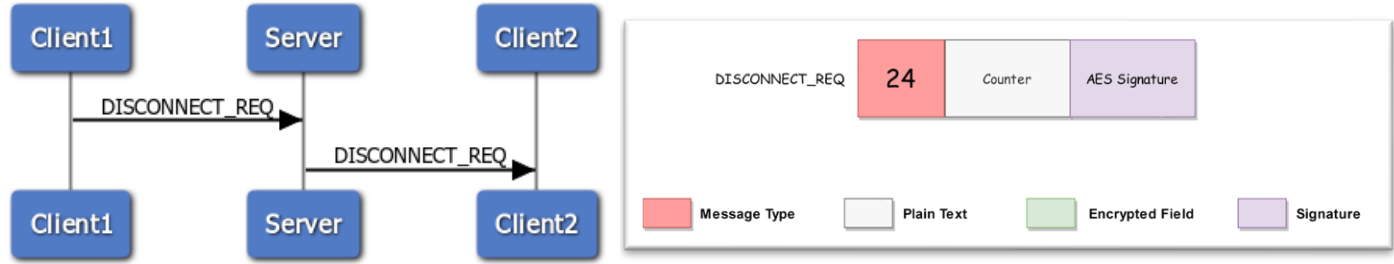 Client1 Server Client2
DISCONNECT_REQ
DISCONNECT_REQ
Client1 Server Client2
DISCONNECT_REQ 24 Counter AES Signature
Message Type Plain Text Encrypted Field Signature